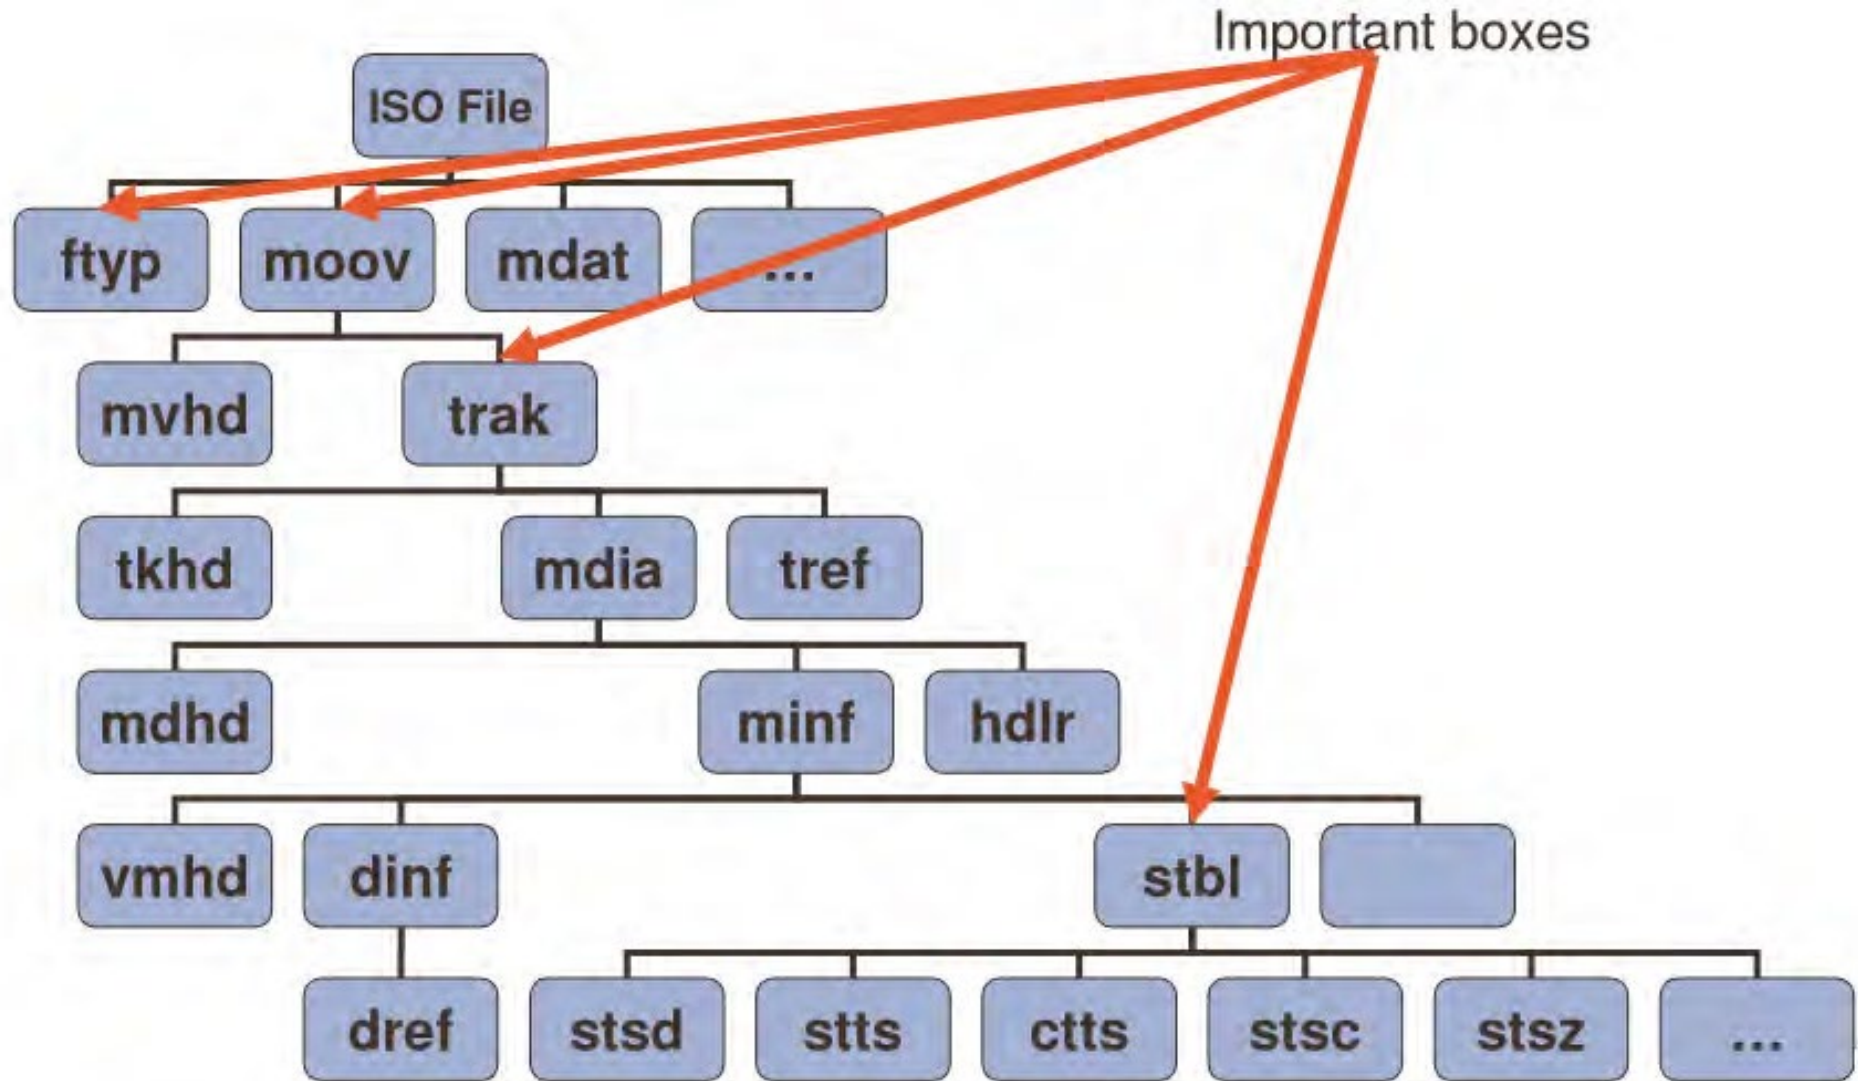 Important boxes
ISO File
ftyp moov mdat ...
mvhd trak
tkhd mdia tref
mdhd minf hdlr
vmhd dinf stbl
dref stsd stts ctts stsc stsz ...